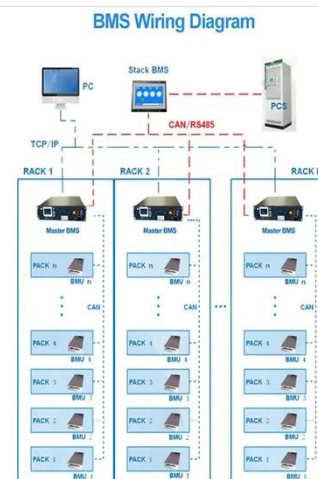 BMS Wiring Diagram
Stack BMS
PC
PCS
CAN/RS485
TCP/IP
RACK 1
RACK 2
RACK
Master BMS
Master BMS
Master BMS
PACK n
BMU n
PACK n
BMU n
PACK n
BMU n
CAN
CAN
CAN
PACK 4
BMU 4
PACK 4
BMU 4
PACK 4
BMU 4
PACK 3
BMU 3
PACK 3
BMU 3
PACK 3
BMU 3
PACK 2
BMU 2
PACK 2
BMU 2
PACK 2
BMU 2
PACK 1
BMU 1
PACK 1
BMU 1
PACK 1
BMU 1